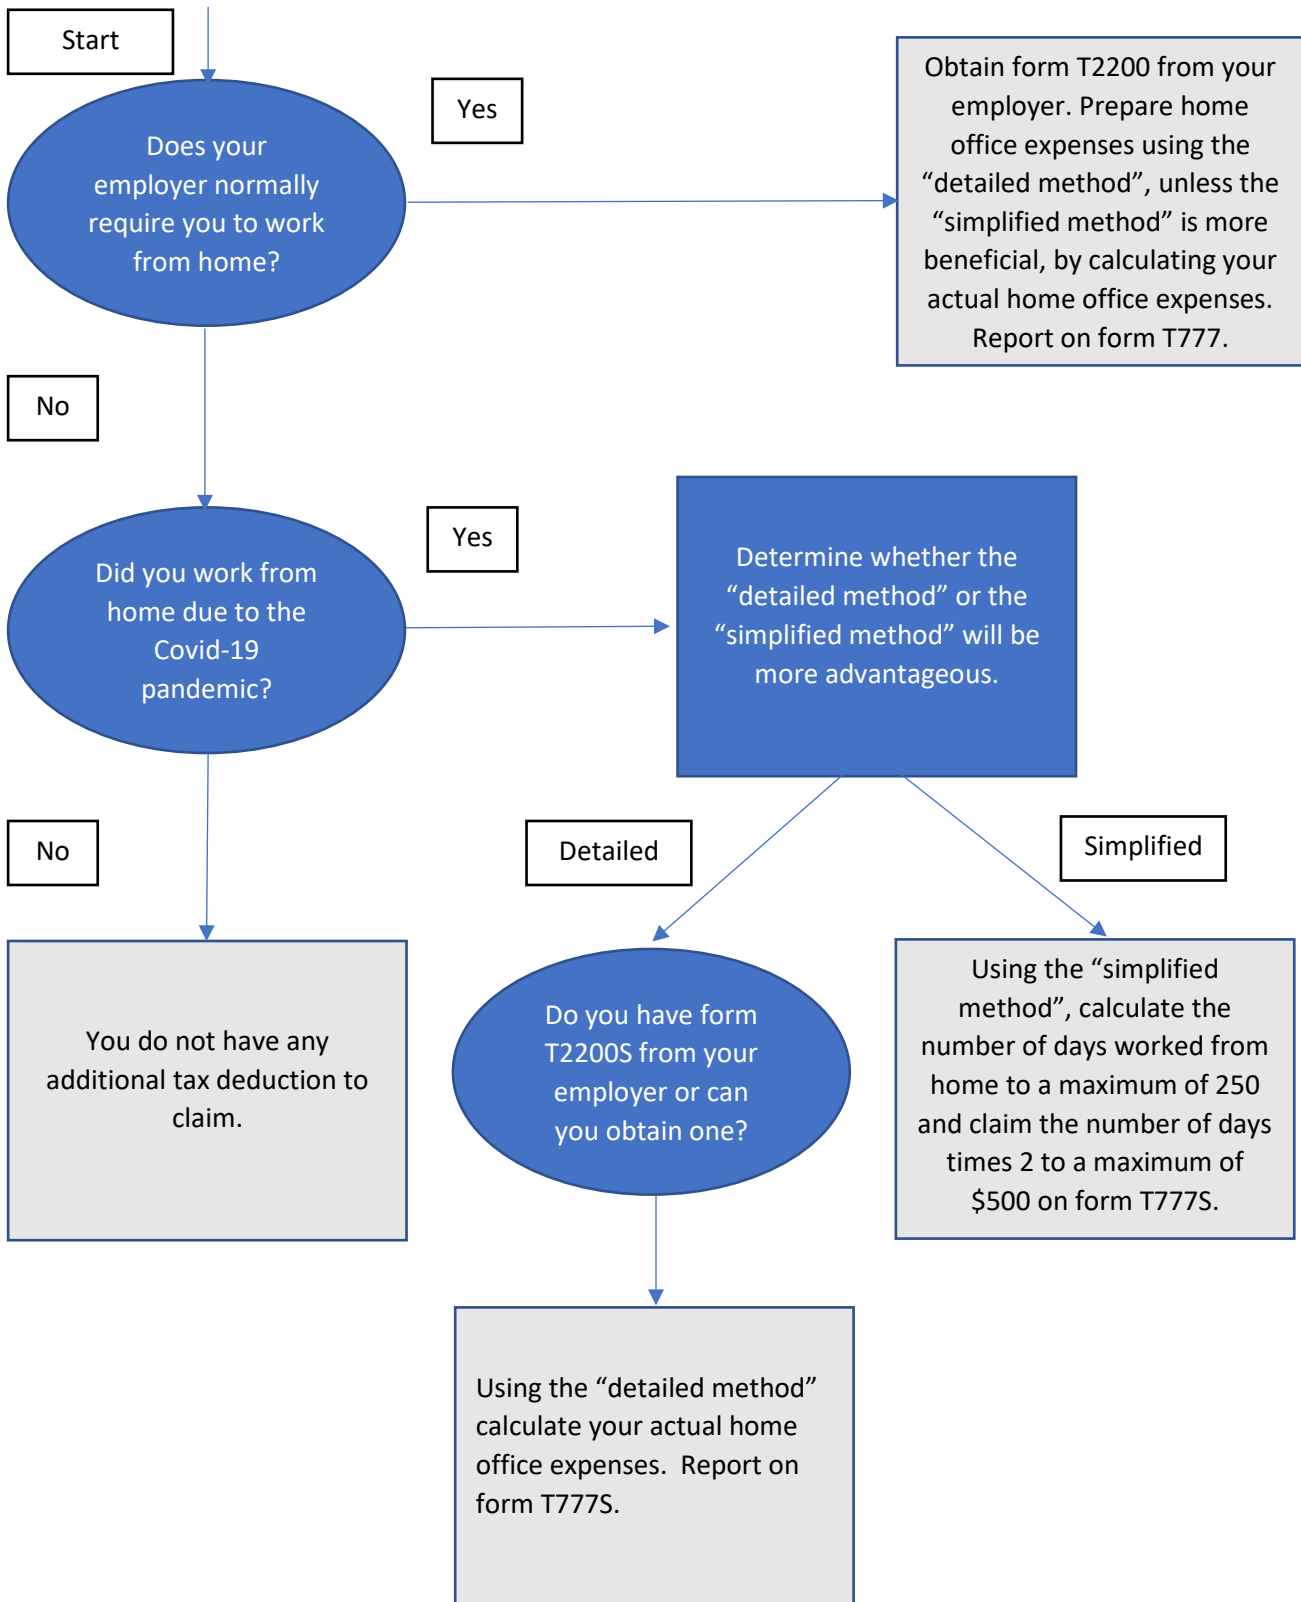 Start
Yes
Does your
employer normally
require you to work
from home?
Obtain form T2200 from your
employer. Prepare home
office expenses using the
“detailed method”, unless the
“simplified method” is more
beneficial, by calculating your
actual home office expenses.
Report on form T777.
No
Yes
Did you work from
home due to the
Covid-19
pandemic?
Determine whether the
“detailed method” or the
“simplified method” will be
more advantageous.
No
Detailed
Simplified
You do not have any
additional tax deduction to
claim.
Do you have form
T2200S from your
employer or can
you obtain one?
Using the “simplified
method”, calculate the
number of days worked from
home to a maximum of 250
and claim the number of days
times 2 to a maximum of
$500 on form T777S.
Using the “detailed method”
calculate your actual home
office expenses.  Report on
form T777S.